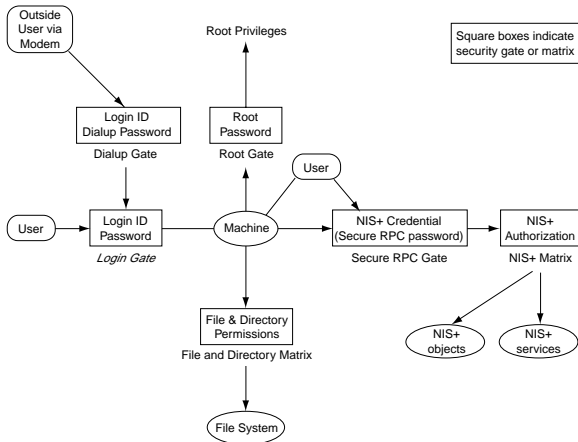 Outside
User via
Modem
Root Privileges
Square boxes indicate
security gate or matrix
Login ID
Dialup Password
Dialup Gate
Root
Password
Root Gate
User
User
Login ID
Password
Login Gate
Machine
NIS+ Credential
(Secure RPC password)
Secure RPC Gate
NIS+
Authorization
NIS+ Matrix
File & Directory
Permissions
File and Directory Matrix
NIS+
objects
NIS+
services
File System